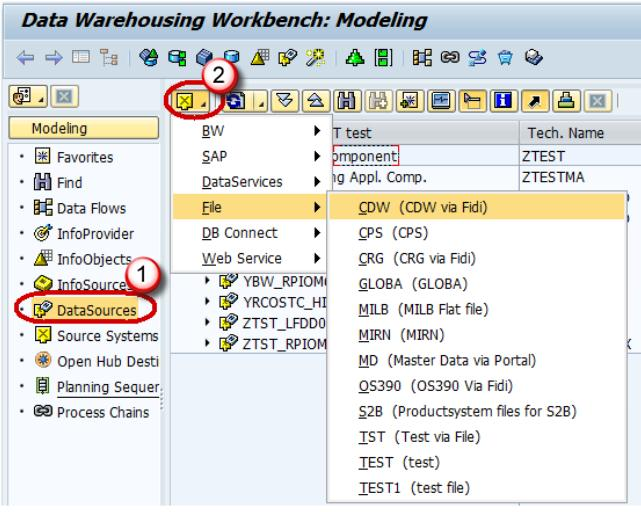 Data Warehousing Workbench: Modeling
2
Modeling
Favorites
Find
Data Flows
InfoProvider
InfoObjects
1
InfoSource
DataSources
Source Systems
Open Hub Desti
Planning Sequer
Process Chains
BW
SAP
DataServices
File
DB Connect
Web Service
T test Tech. Name
omponent ZTEST
ng Appl. Comp. ZTESTMA
CDW (CDW via Fidi)
CPS (CPS)
CRG (CRG via Fidi)
GLOBA (GLOBA)
MILB (MILB Flat file)
MIRN (MIRN)
MD (Master Data via Portal)
OS390 (OS390 Via Fidi)
S2B (Productsystem files for S2B)
TST (Test via File)
TEST (test)
TEST1 (test file)
YBW_RPIOM
YRCOSTC_HI
ZTST_LFDD0
ZTST_RPIOM